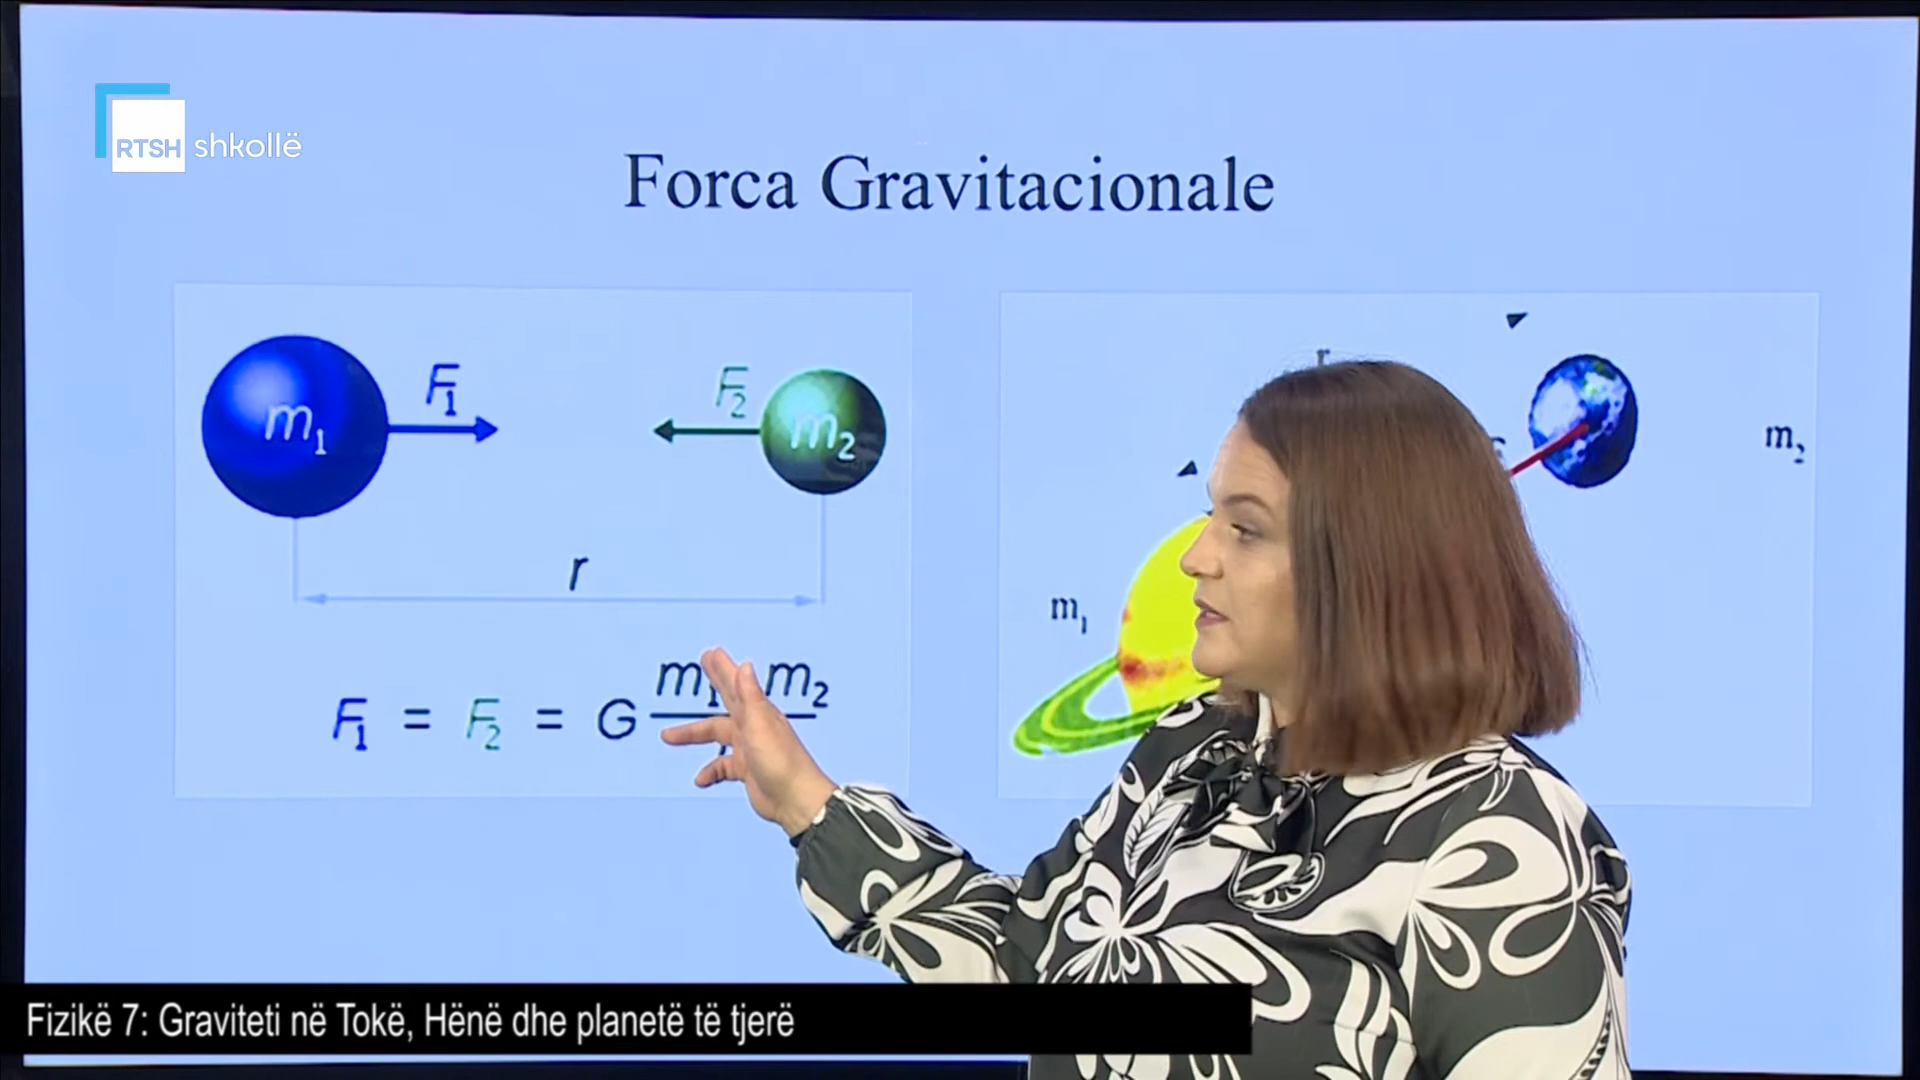 RTSH shkollë
Forca Gravitacionale
F₁
F₂
m₁
m₂
r
F₁ = F₂ = G m₁ m₂
r
m₂
m₁
Fizikë 7: Graviteti në Tokë, Hënë dhe planetë të tjerë